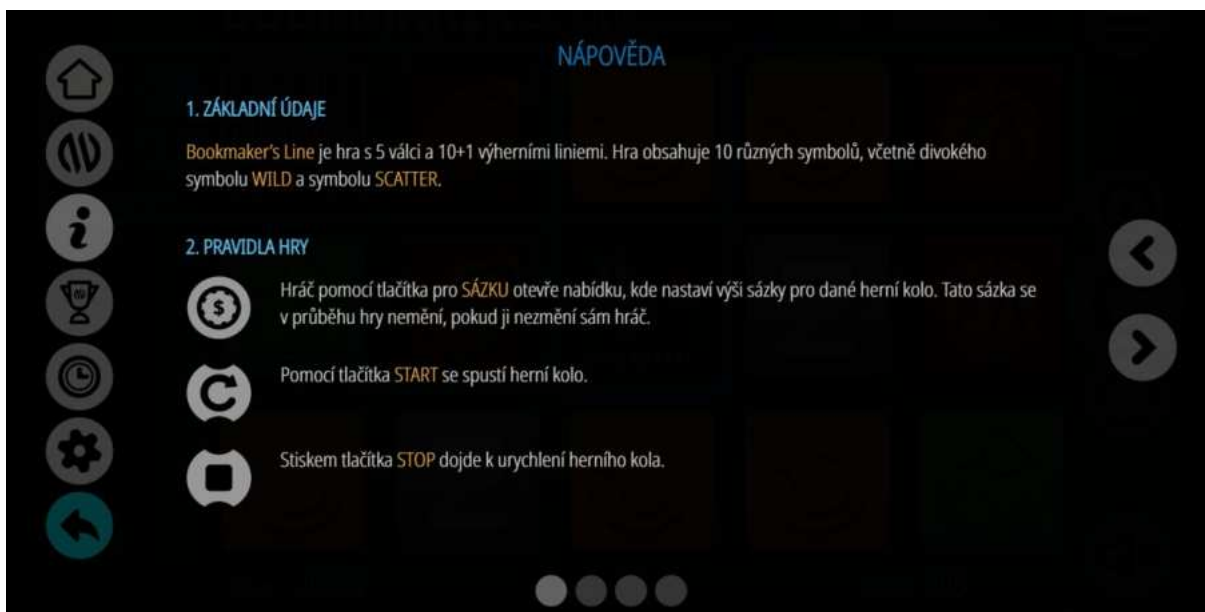 NÁPOVĚDA
1. ZÁKLADNÍ ÚDAJE
Bookmaker's Line je hra s 5 válci a 10+1 výherními liniemi. Hra obsahuje 10 různých symbolů, včetně divokého
symbolu WILD a symbolu SCATTER.
2. PRAVIDLA HRY
Hráč pomocí tlačítka pro SÁZKU otevře nabídku, kde nastaví výši sázky pro dané herní kolo. Tato sázka se
v průběhu hry nemění, pokud ji nezmění sám hráč.
Pomocí tlačítka START se spustí herní kolo.
Stiskem tlačítka STOP dojde k urychlení herního kola.